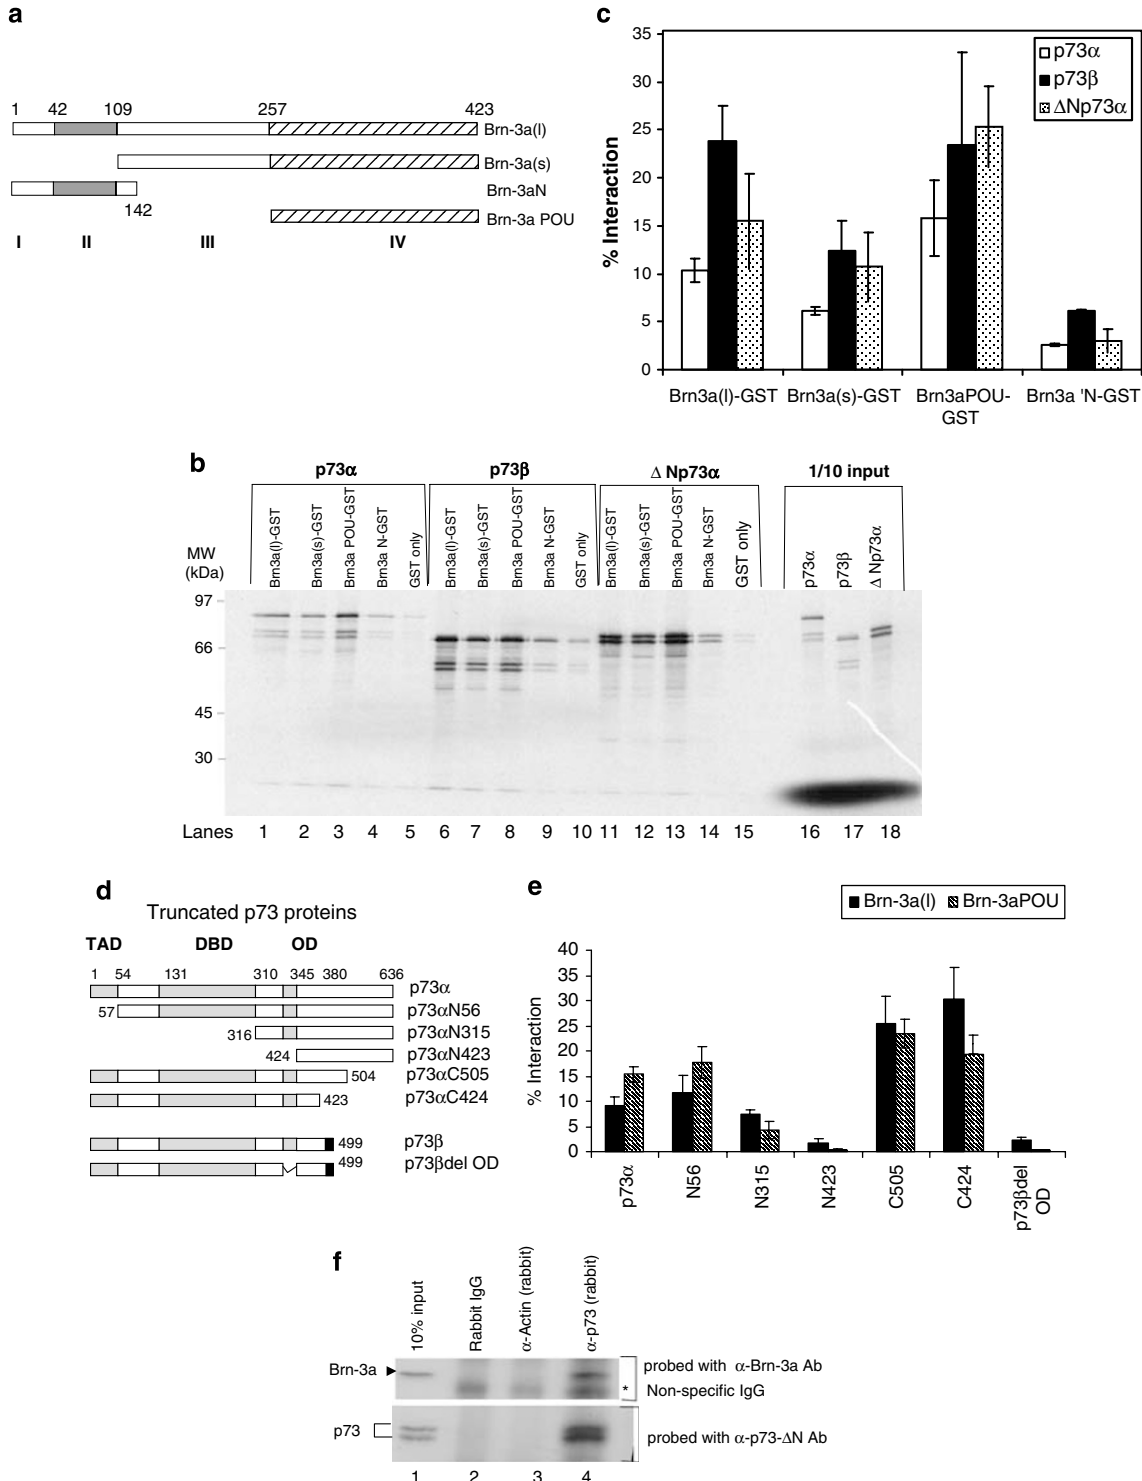 a
1 42 109 257 423
Brn-3a(l)
Brn-3a(s)
Brn-3aN
142
Brn-3a POU
I II III IV
c
35
30
25
20
15
10
5
0
% Interaction
p73α
p73β
ΔNp73α
Brn3a(l)-GST Brn3a(s)-GST Brn3aPOU-GST Brn3a 'N-GST
b
p73α p73β Δ Np73α 1/10 input
Brn3a(l)-GST
Brn3a(s)-GST
Brn3a POU-GST
Brn3a N-GST
GST only
Brn3a(l)-GST
Brn3a(s)-GST
Brn3a POU-GST
Brn3a N-GST
GST only
Brn3a(l)-GST
Brn3a(s)-GST
Brn3a POU-GST
Brn3a N-GST
GST only
p73α
p73β
Δ Np73α
MW
(kDa)
97
66
45
30
Lanes 1 2 3 4 5 6 7 8 9 10 11 12 13 14 15 16 17 18
d
Truncated p73 proteins
TAD DBD OD
1 54 131 310 345 380 636
p73α
57 p73αN56
316 p73αN315
424 p73αN423
504 p73αC505
423 p73αC424
499 p73β
499 p73βdel OD
e
Brn-3a(l) Brn-3aPOU
40
35
30
25
20
15
10
5
0
% Interaction
p73α
N56
N315
N423
C505
C424
p73βdel
OD
f
10% input
Rabbit IgG
α-Actin (rabbit)
α-p73 (rabbit)
Brn-3a
probed with α-Brn-3a Ab
* Non-specific IgG
p73
probed with α-p73-ΔN Ab
1 2 3 4